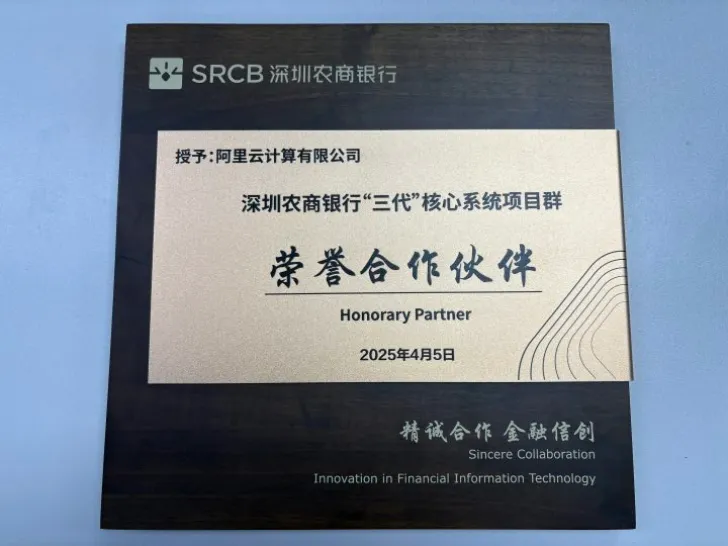 SRCB 深圳农商银行
授予：阿里云计算有限公司
深圳农商银行“三代”核心系统项目群
荣誉合作伙伴
Honorary Partner
2025年4月5日
精诚合作 金融信创
Sincere Collaboration
Innovation in Financial Information Technology